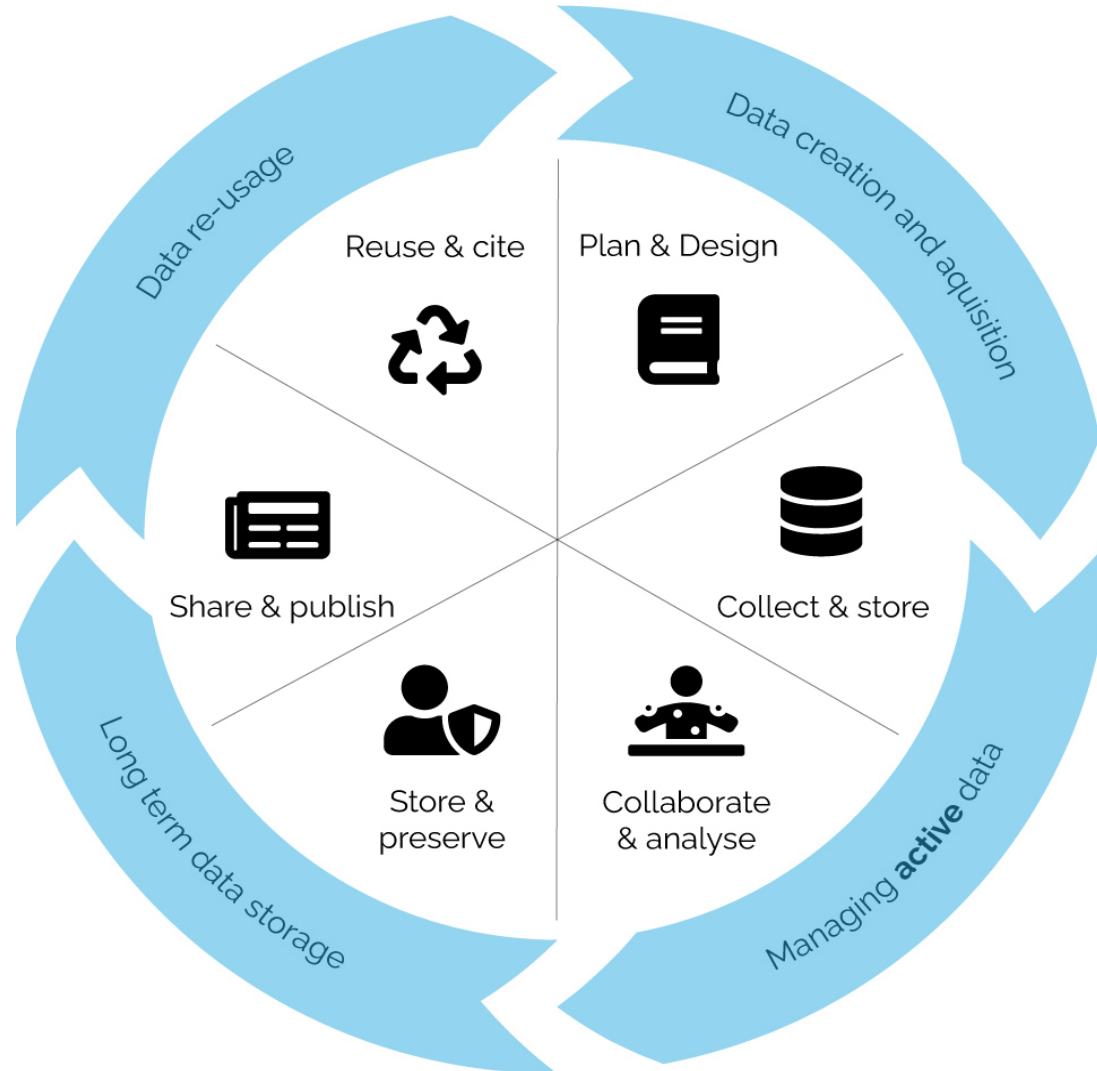 Data creation and aquisition
Managing active data
Long term data storage
Data re-usage
Plan & Design
Collect & store
Collaborate
& analyse
Store &
preserve
Share & publish
Reuse & cite